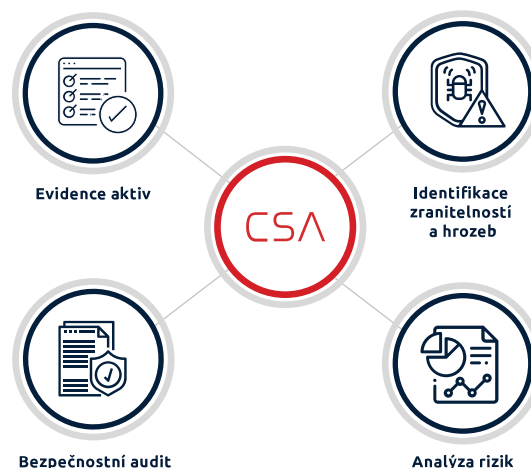 Evidence aktiv
Identifikace
zranitelností
a hrozeb
CSA
Bezpečnostní audit
Analýza rizik